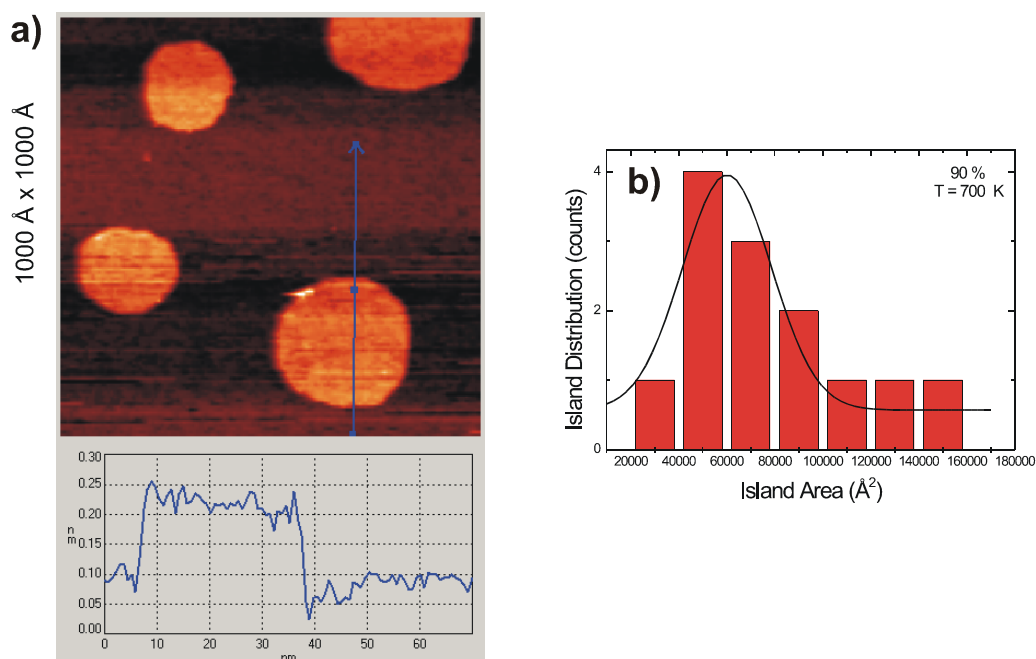 a)
1000 Å x 1000 Å
0.30
0.25
0.20
n
m
0.15
0.10
0.05
0.00
0 10 20 30 40 50 60
nm
b)
90 %
T = 700 K
Island Distribution (counts)
4
2
0
20000 40000 60000 80000 100000 120000 140000 160000 180000
Island Area (Å²)